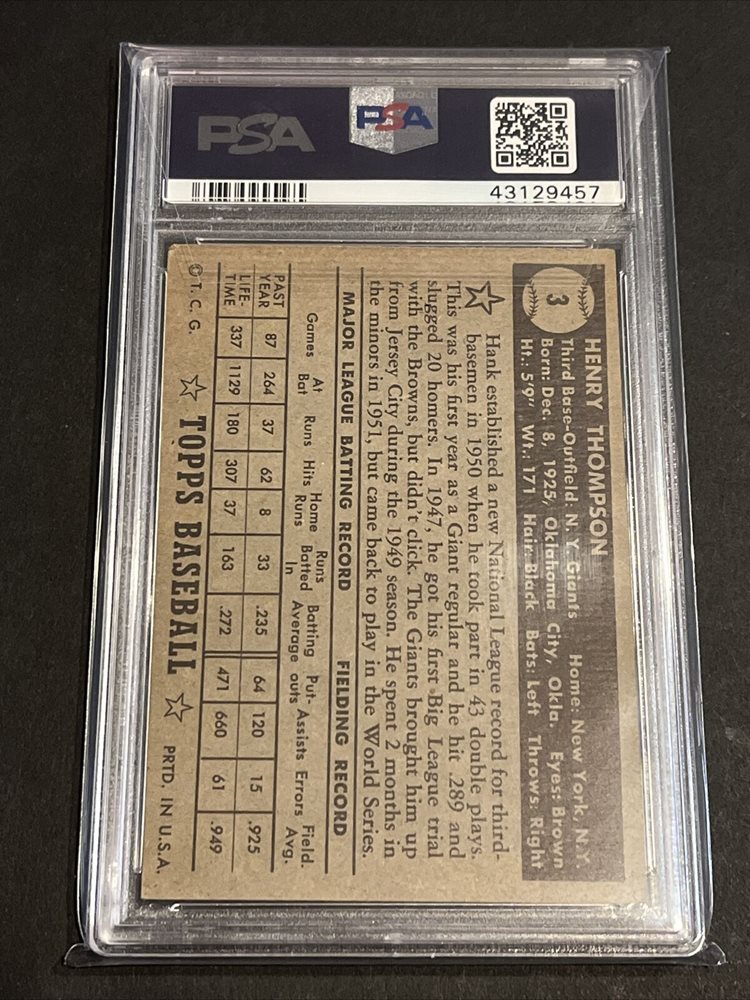 PSA
PSA
43129457
3
HENRY THOMPSON
Third Base-Outfield: N. Y. Giants Home: New York, N.Y.
Born: Dec. 8, 1925, Oklahoma City, Okla. Eyes: Brown
Ht.: 5'9" Wt.: 171 Hair: Black Bats: Left Throws: Right
Hank established a new National League record for third-
basemen in 1950 when he took part in 43 double plays.
This was his first year as a Giant regular and he hit .289 and
slugged 20 homers. In 1947, he got his first Big League trial
with the Browns, but didn't click. The Giants brought him up
from Jersey City during the 1949 season. He spent 2 months in
the minors in 1951, but came back to play in the World Series.
MAJOR LEAGUE BATTING RECORD FIELDING RECORD
Games At Bat Runs Hits Home Runs Runs Batted In Batting Average Put-outs Assists Errors Field. Avg.
PAST YEAR 87 264 37 62 8 33 .235 64 120 15 .925
LIFE-TIME 337 1129 180 307 37 163 .272 471 660 61 .949
© T. C. G. TOPPS BASEBALL PRTD. IN U.S.A.